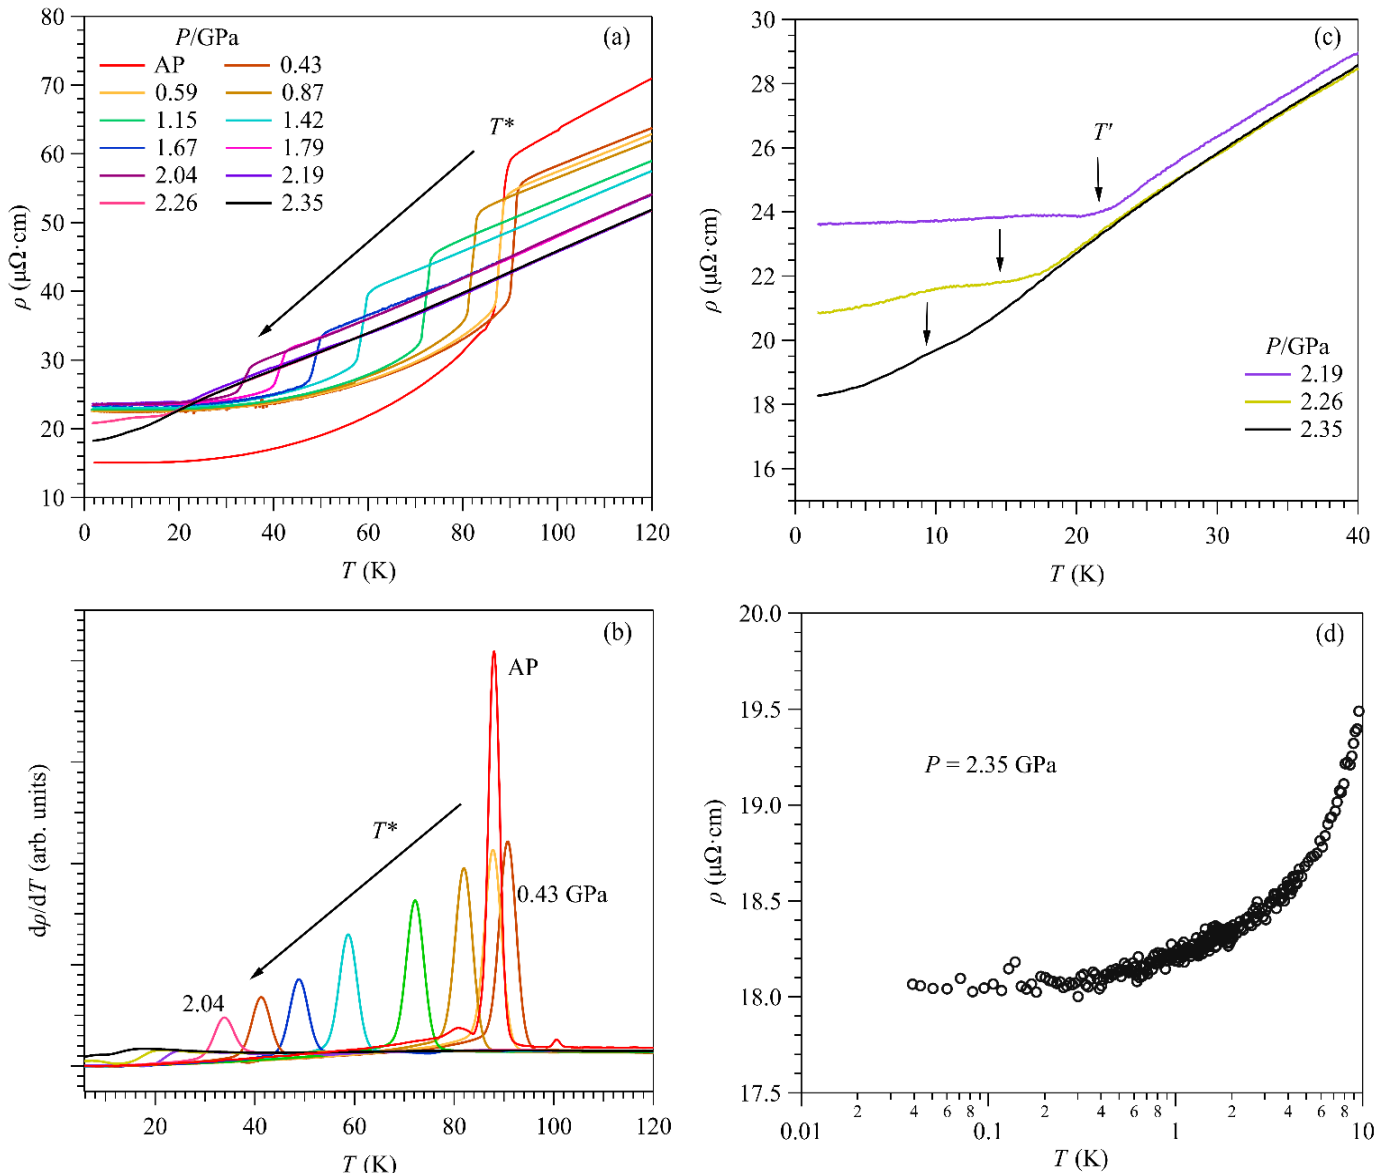 (a)
P/GPa
AP 0.43
0.59 0.87
1.15 1.42
1.67 1.79
2.04 2.19
2.26 2.35
T*
80
70
60
50
40
30
20
10
ρ (μΩ·cm)
0 20 40 60 80 100 120
T (K)
(c)
T′
P/GPa
2.19
2.26
2.35
30
28
26
24
22
20
18
16
ρ (μΩ·cm)
0 10 20 30 40
T (K)
(b)
AP
T*
0.43 GPa
2.04
dρ/dT (arb. units)
20 40 60 80 100 120
T (K)
(d)
P = 2.35 GPa
20.0
19.5
19.0
18.5
18.0
17.5
ρ (μΩ·cm)
2 4 6 8 2 4 6 8 2 4 6 8
0.01 0.1 1 10
T (K)